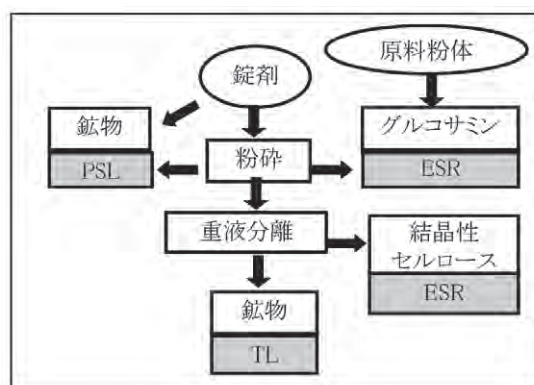 原料粉体
錠剤
鉱物
PSL
粉砕
グルコサミン
ESR
重液分離
結晶性
セルロース
ESR
鉱物
TL